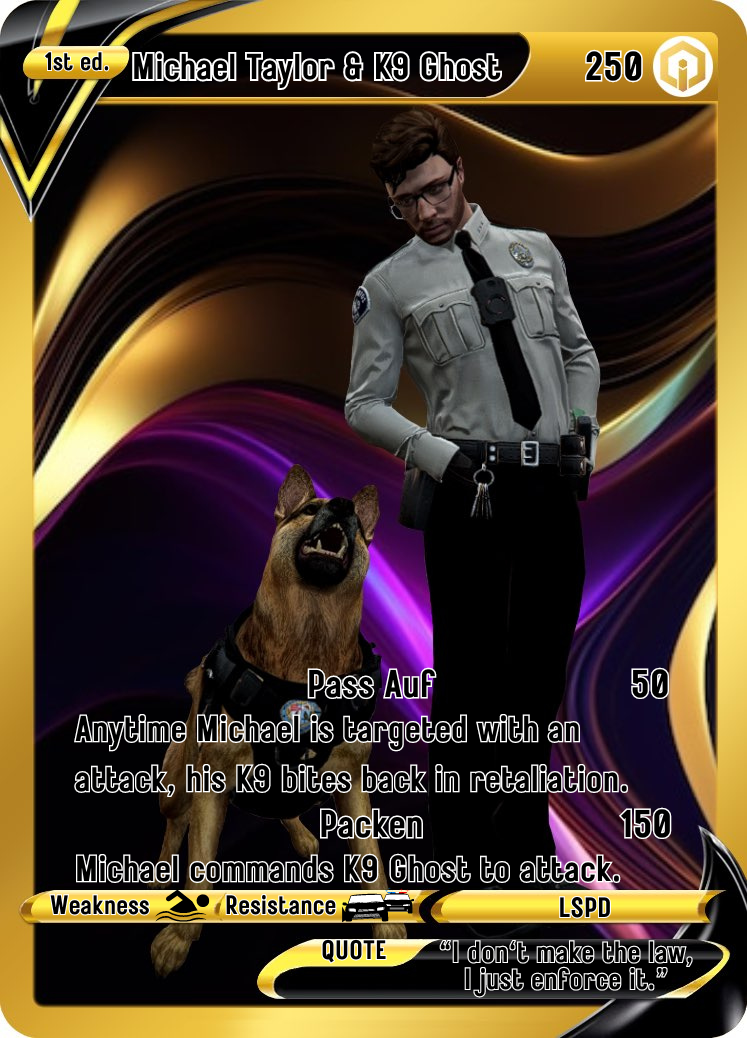 1st ed. Michael Taylor & K9 Ghost 250
Pass Auf 50
Anytime Michael is targeted with an
attack, his K9 bites back in retaliation.
Packen 150
Michael commands K9 Ghost to attack.
Weakness Resistance LSPD
QUOTE “I don‘t make the law,
I just enforce it.”